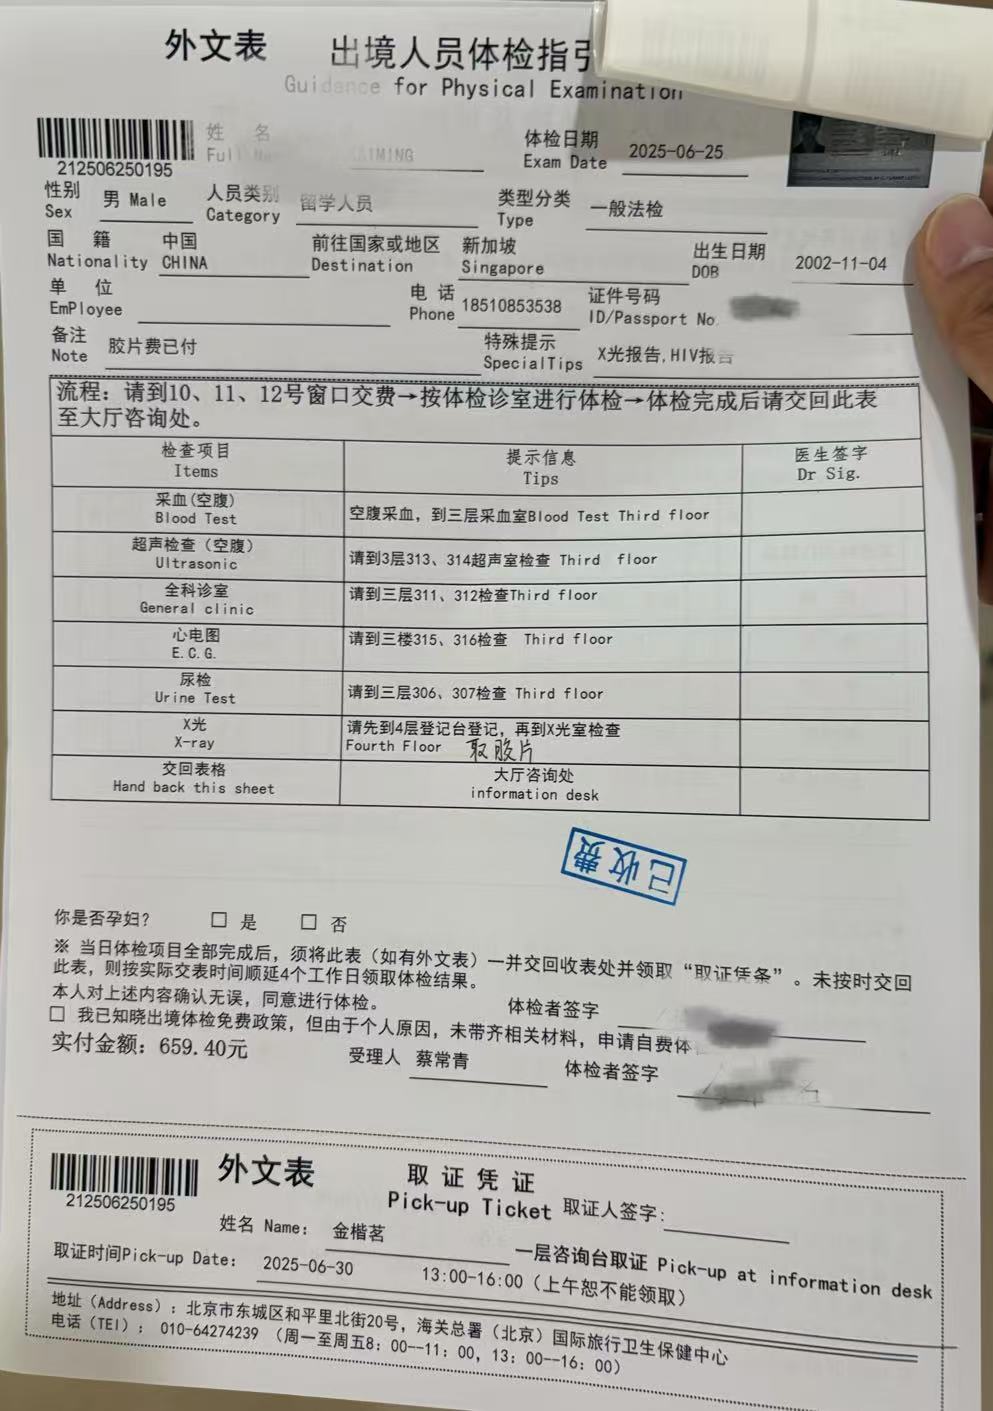 外文表 出境人员体检指引
Guidance for Physical Examination
212506250195
姓 名
Full AIMING
体检日期
Exam Date 2025-06-25
性别
Sex 男 Male
人员类别
Category 留学人员
类型分类
Type 一般法检
国 籍
Nationality 中国
CHINA
前往国家或地区
Destination 新加坡
Singapore
出生日期
DOB 2002-11-04
单 位
EmPloyee
电 话
Phone 18510853538
证件号码
ID/Passport No.
备注
Note 胶片费已付
特殊提示
SpecialTips X光报告,HIV报告
流程：请到10、11、12号窗口交费→按体检诊室进行体检→体检完成后请交回此表
至大厅咨询处。
检查项目
Items
提示信息
Tips
医生签字
Dr Sig.
采血(空腹)
Blood Test
空腹采血，到三层采血室Blood Test Third floor
超声检查（空腹）
Ultrasonic
请到3层313、314超声室检查 Third floor
全科诊室
General clinic
请到三层311、312检查Third floor
心电图
E.C.G.
请到三楼315、316检查 Third floor
尿检
Urine Test
请到三层306、307检查 Third floor
X光
X-ray
请先到4层登记台登记，再到X光室检查
Fourth Floor 取胶片
交回表格
Hand back this sheet
大厅咨询处
information desk
已收费
你是否孕妇？ □ 是 □ 否
※ 当日体检项目全部完成后，须将此表（如有外文表）一并交回收表处并领取“取证凭条”。未按时交回
此表，则按实际交表时间顺延4个工作日领取体检结果。
本人对上述内容确认无误，同意进行体检。 体检者签字
□ 我已知晓出境体检免费政策，但由于个人原因，未带齐相关材料，申请自费体
实付金额：659.40元 受理人 蔡常青 体检者签字
212506250195
外文表 取 证 凭 证
Pick-up Ticket 取证人签字:
姓名 Name： 金楷茗
一层咨询台取证 Pick-up at information desk
取证时间Pick-up Date： 2025-06-30 13:00-16:00（上午恕不能领取）
地址（Address）：北京市东城区和平里北街20号，海关总署（北京）国际旅行卫生保健中心
电话（TEl）： 010-64274239 （周一至周五8：00--11：00，13：00--16：00）